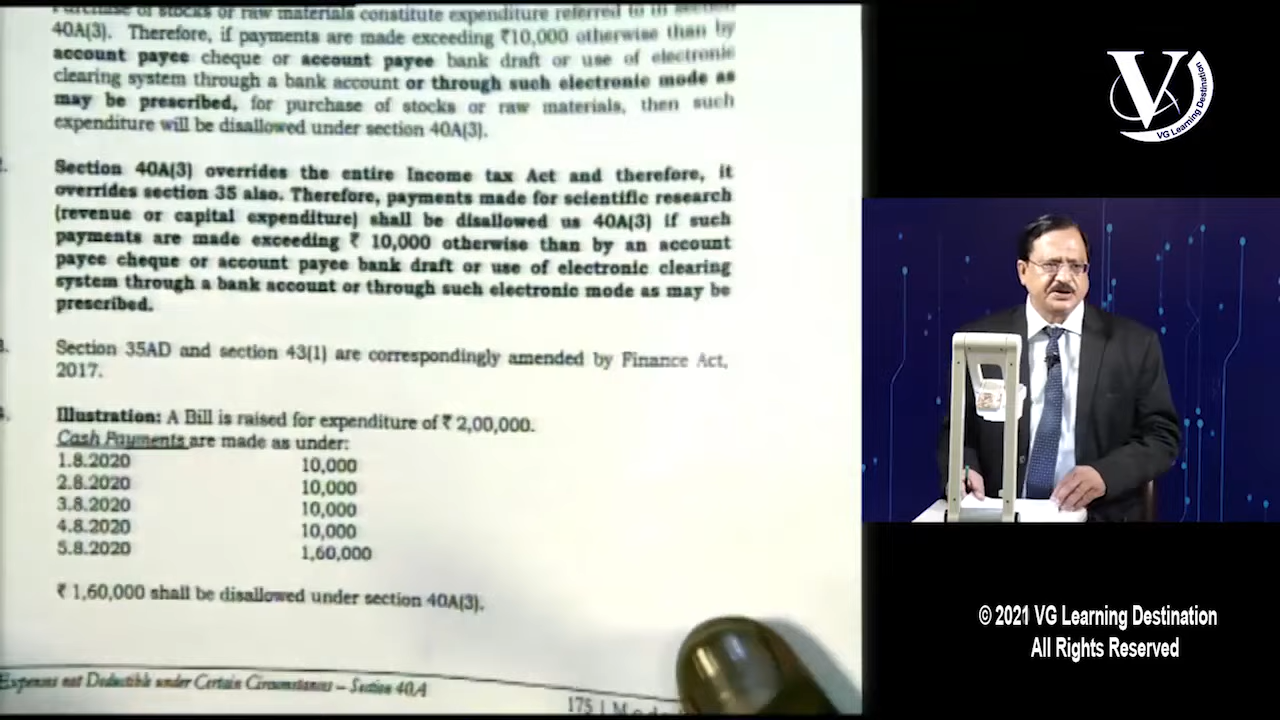 Purchase of stocks or raw materials constitute expenditure referred to in section
40A(3). Therefore, if payments are made exceeding ₹10,000 otherwise than by
account payee cheque or account payee bank draft or use of electronic
clearing system through a bank account or through such electronic mode as
may be prescribed, for purchase of stocks or raw materials, then such
expenditure will be disallowed under section 40A(3).
Section 40A(3) overrides the entire Income tax Act and therefore, it
overrides section 35 also. Therefore, payments made for scientific research
(revenue or capital expenditure) shall be disallowed us 40A(3) if such
payments are made exceeding ₹ 10,000 otherwise than by an account
payee cheque or account payee bank draft or use of electronic clearing
system through a bank account or through such electronic mode as may be
prescribed.
Section 35AD and section 43(1) are correspondingly amended by Finance Act,
2017.
Illustration: A Bill is raised for expenditure of ₹ 2,00,000.
Cash Payments are made as under:
1.8.2020 10,000
2.8.2020 10,000
3.8.2020 10,000
4.8.2020 10,000
5.8.2020 1,60,000
₹ 1,60,000 shall be disallowed under section 40A(3).
Expenses not Deductible under Certain Circumstances – Section 40A
175 |
V
VG Learning Destination
© 2021 VG Learning Destination
All Rights Reserved